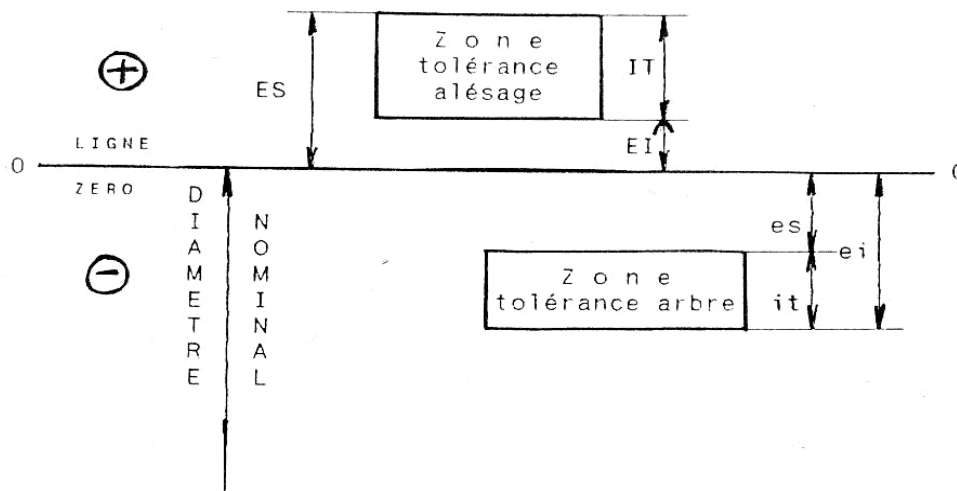 +
Zone
tolérance
alésage
ES
IT
EI
LIGNE
0
0
ZERO
DIAMETRE
NOMINAL
es
ei
-
Zone
tolérance arbre
it